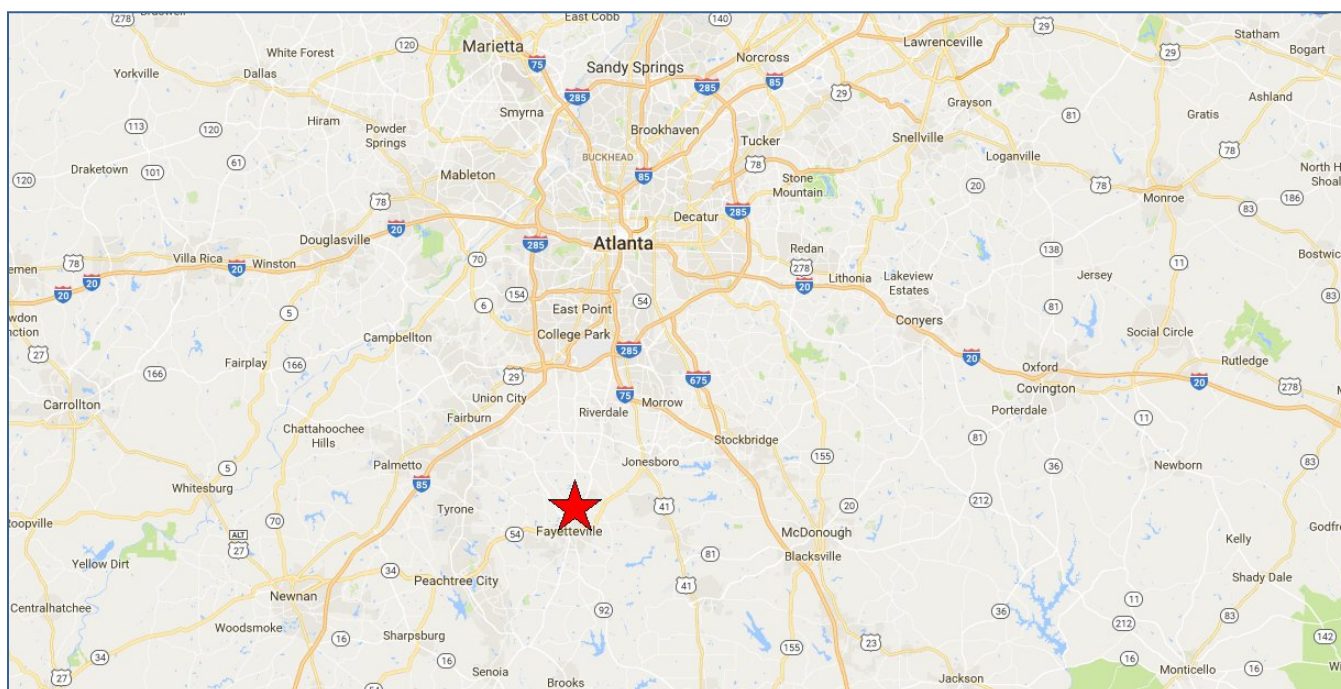 Braswell
278
East Cobb
140
29
Lawrenceville
Statham
White Forest
120
Marietta
Norcross
29
Bogart
Yorkville
Dallas
75
Sandy Springs
85
285
285
Smyrna
29
Grayson
Ashland
113
120
Hiram
Powder
Springs
Brookhaven
Tucker
Snellville
81
Gratis
61
BUCKHEAD
78
Loganville
78
Draketown
101
120
Mableton
85
Stone
Mountain
20
78
Monroe
North H
Shoal
186
78
Decatur
285
83
20
Douglasville
285
Atlanta
Redan
138
Villa Rica
20
Winston
70
278
Lithonia
Lakeview
Estates
Jersey
11
Bostwic
78
20
20
154
East Point
54
20
81
83
5
6
College Park
Conyers
Social Circle
27
Campbellton
285
20
Oxford
Rutledge
Fairplay
166
29
675
Covington
20
278
166
Union City
75
Morrow
Porterdale
Carrollton
Fairburn
Riverdale
11
Chattahoochee
Hills
Stockbridge
81
5
Palmetto
Jonesboro
155
36
Newborn
83
Whitesburg
85
212
Roopville
70
Tyrone
41
20
ALT
27
54
Fayetteville
McDonough
Kelly
Yellow Dirt
81
Blacksville
34
Peachtree City
41
Shady Dale
Newnan
Centralhatchee
92
36
11
212
83
Woodsmoke
16
Sharpsburg
155
23
142
34
16
16
16
27
Senoia
Monticello
54
Brooks
Jackson